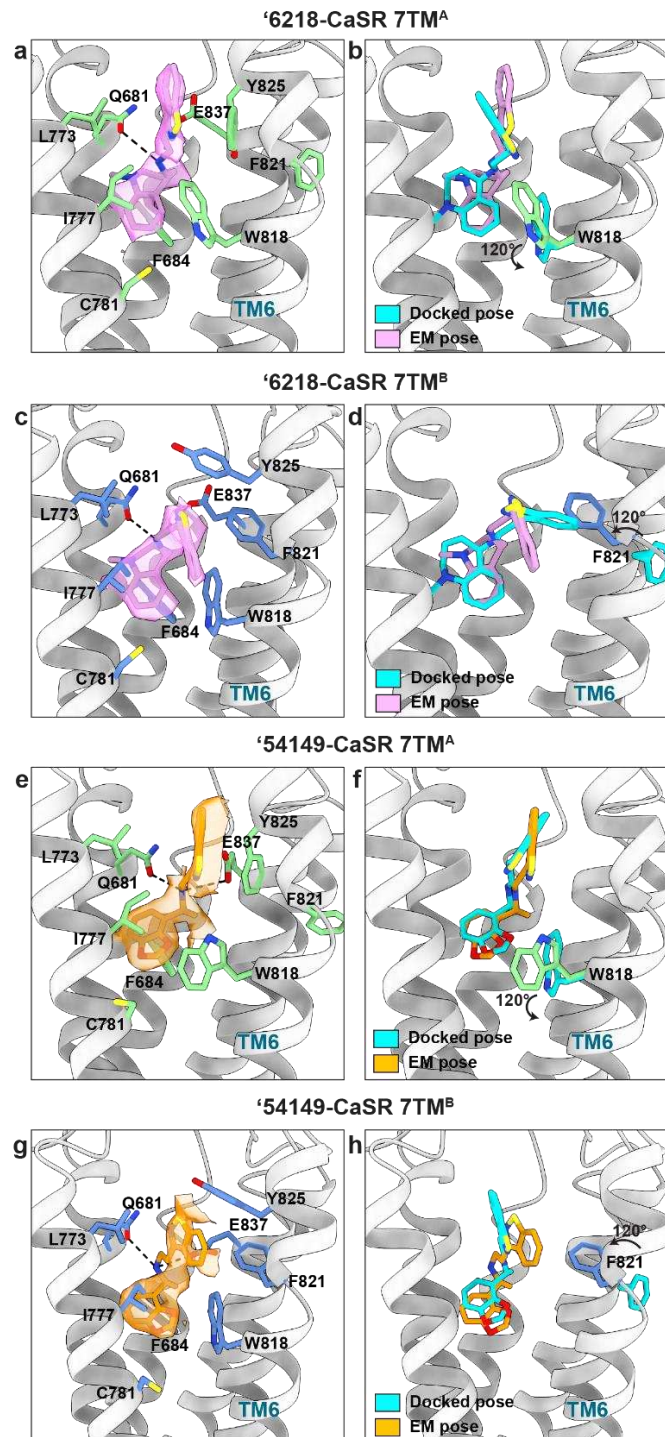 ‘6218-CaSR 7TMᴬ
a
Q681
Y825
E837
L773
F821
I777
W818
F684
C781
TM6
b
W818
120°
Docked pose
EM pose
TM6
‘6218-CaSR 7TMᴮ
c
Y825
Q681
E837
L773
F821
I777
F684
W818
C781
TM6
d
120°
F821
Docked pose
EM pose
TM6
‘54149-CaSR 7TMᴬ
e
Y825
E837
L773
Q681
F821
I777
W818
F684
C781
TM6
f
W818
120°
Docked pose
EM pose
TM6
‘54149-CaSR 7TMᴮ
g
Q681
Y825
L773
E837
F821
I777
F684
W818
C781
TM6
h
120°
F821
Docked pose
EM pose
TM6